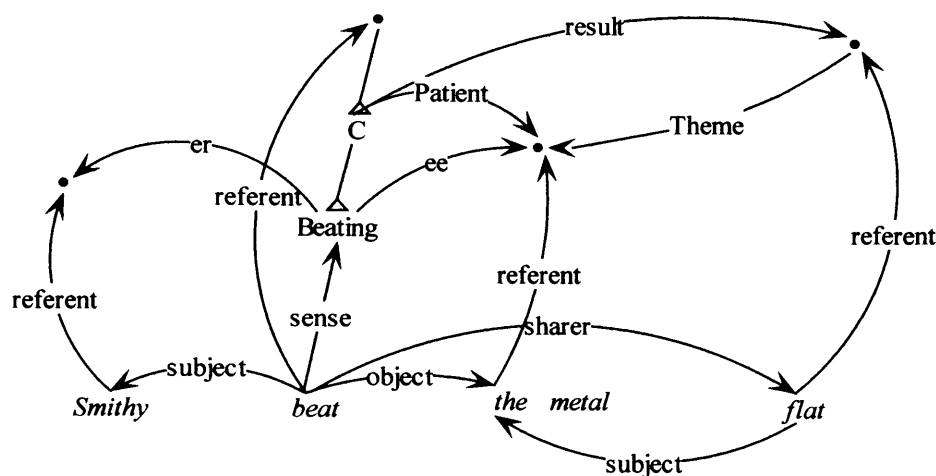 result
Patient
C
Theme
er
ee
referent
Beating
referent
referent
referent
sense
sharer
subject
object
Smithy
beat
the metal
flat
subject